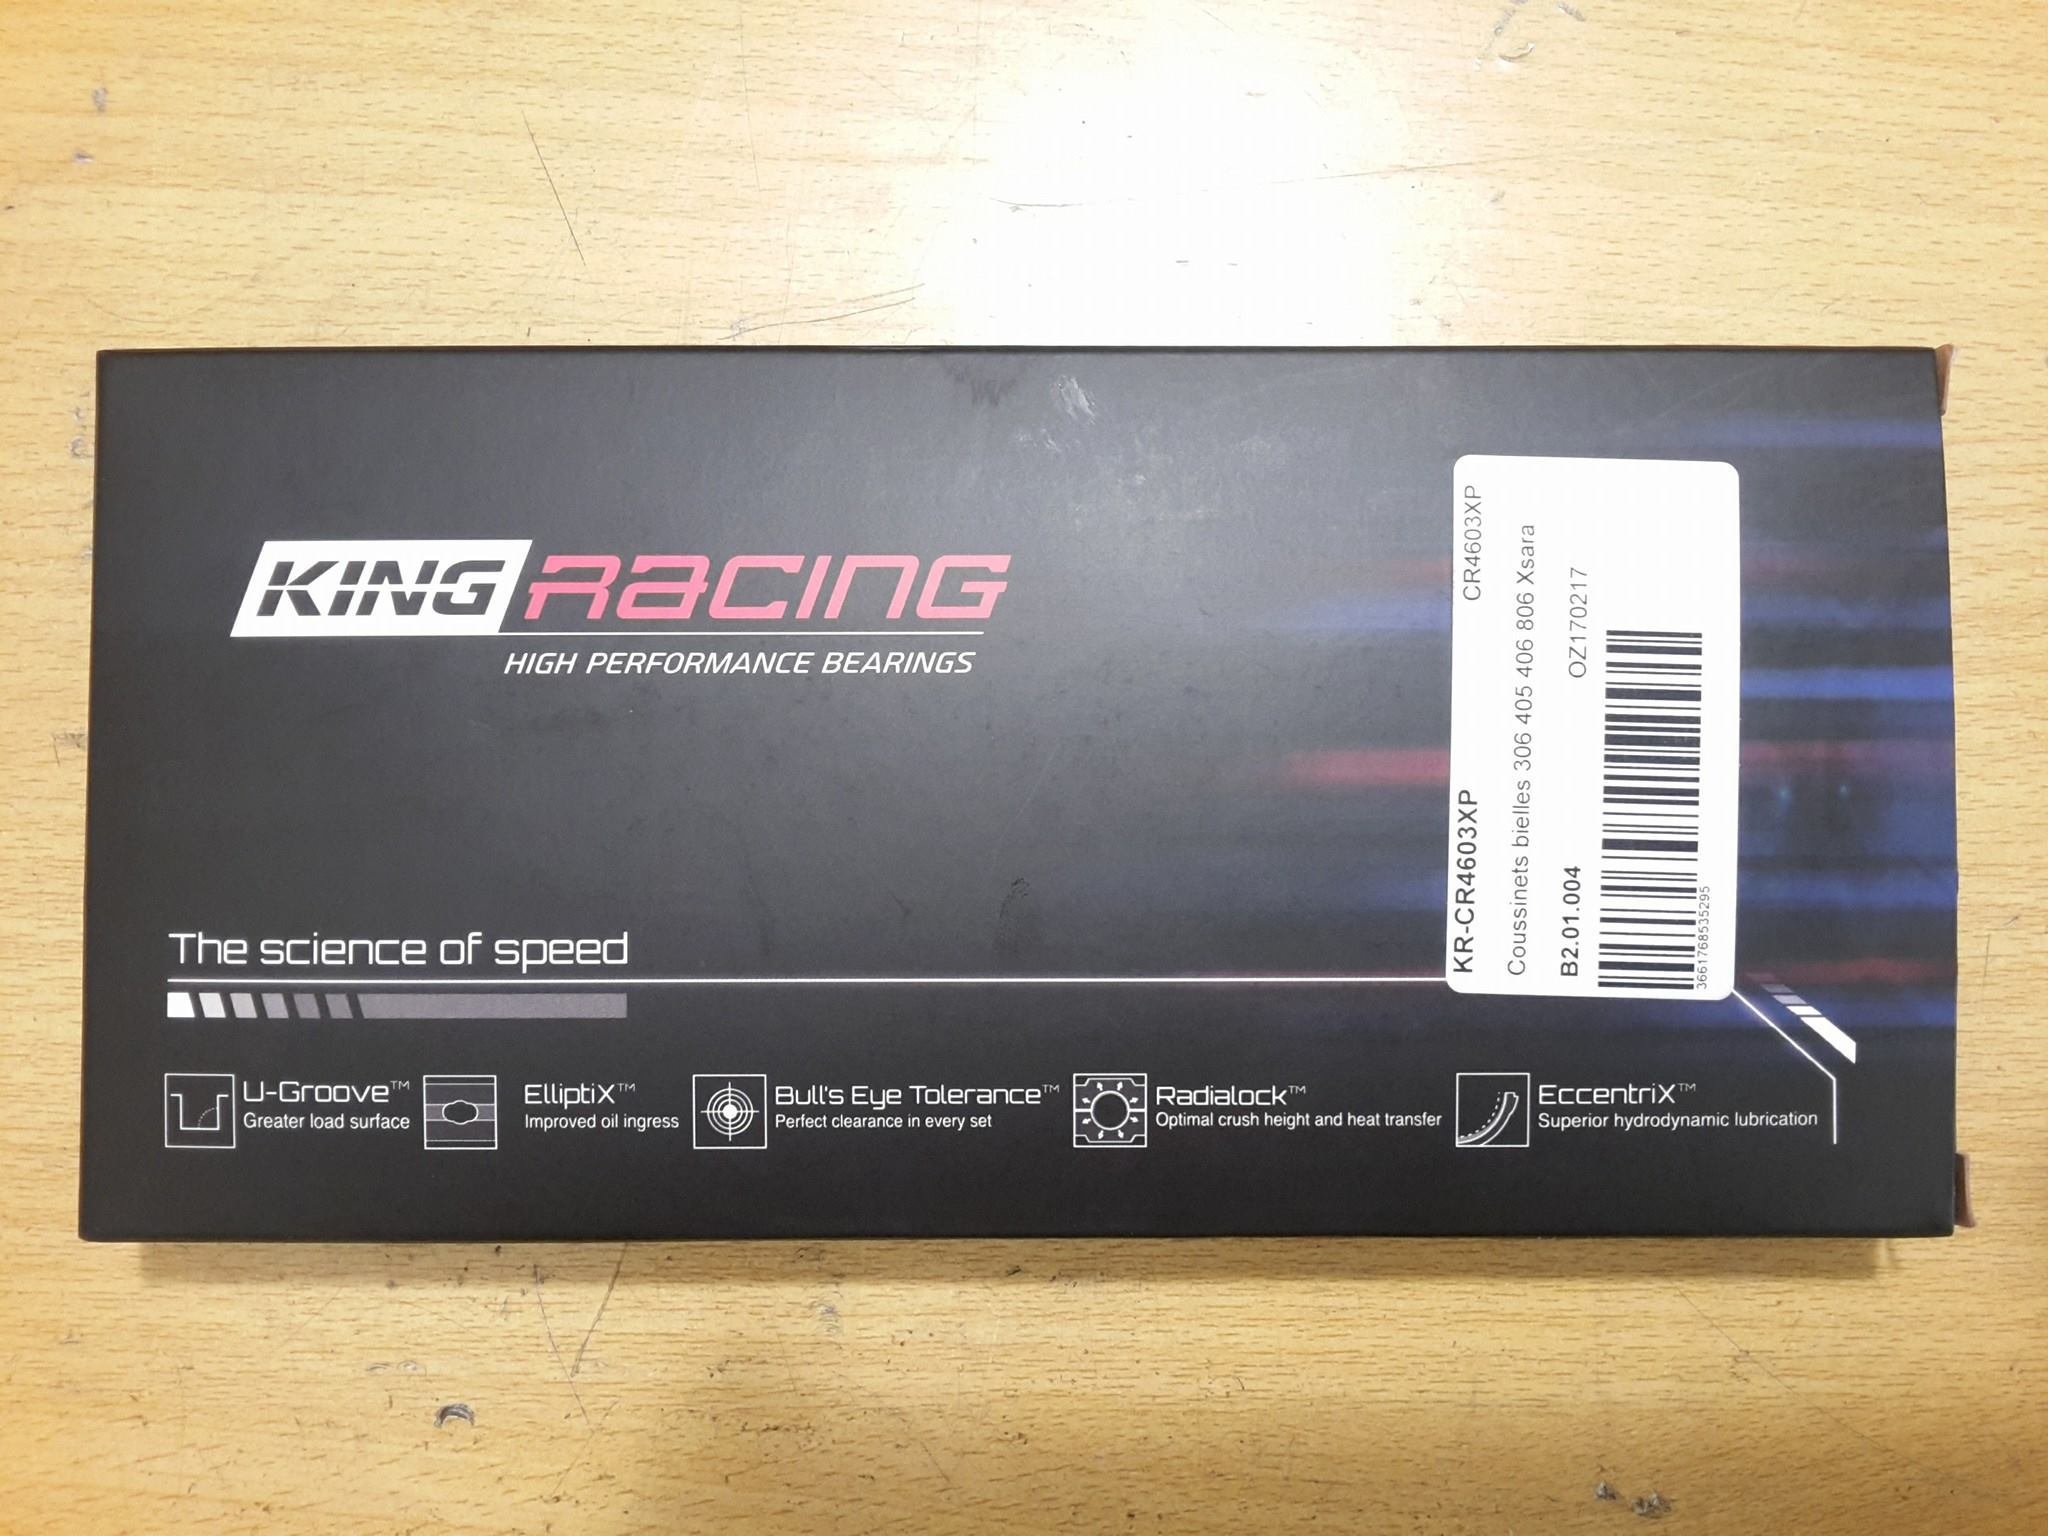 KING RACING
HIGH PERFORMANCE BEARINGS
The science of speed
U-Groove™
Greater load surface
ElliptiX™
Improved oil ingress
Bull's Eye Tolerance™
Perfect clearance in every set
Radialock™
Optimal crush height and heat transfer
EccentriX™
Superior hydrodynamic lubrication
KR-CR4603XP CR4603XP
Coussinets bielles 306 405 406 806 Xsara
B2.01.004 OZ170217
3661768535295